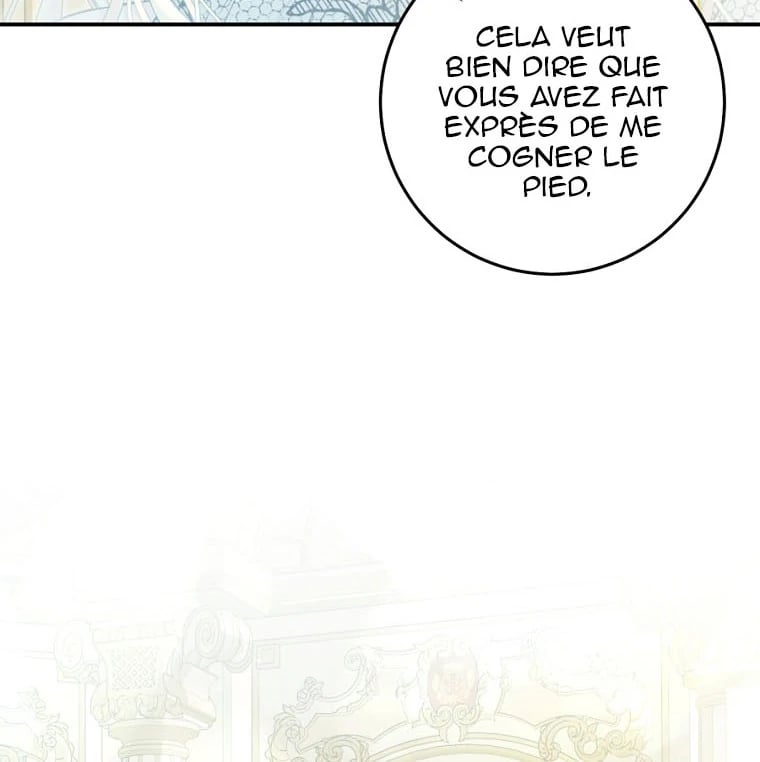 CELA VEUT
BIEN DIRE QUE
VOUS AVEZ FAIT
EXPRÈS DE ME
COGNER LE
PIED.